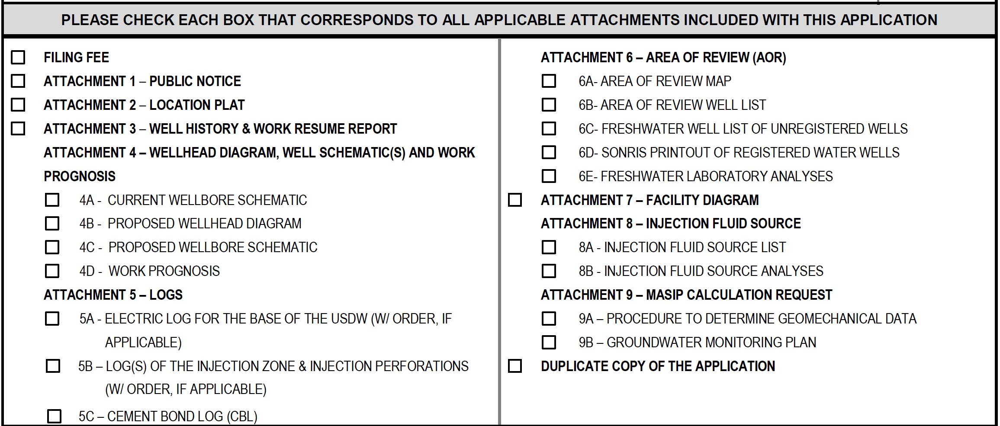 PLEASE CHECK EACH BOX THAT CORRESPONDS TO ALL APPLICABLE ATTACHMENTS INCLUDED WITH THIS APPLICATION
FILING FEE
ATTACHMENT 1 – PUBLIC NOTICE
ATTACHMENT 2 – LOCATION PLAT
ATTACHMENT 3 – WELL HISTORY & WORK RESUME REPORT
ATTACHMENT 4 – WELLHEAD DIAGRAM, WELL SCHEMATIC(S) AND WORK
PROGNOSIS
4A - CURRENT WELLBORE SCHEMATIC
4B - PROPOSED WELLHEAD DIAGRAM
4C - PROPOSED WELLBORE SCHEMATIC
4D - WORK PROGNOSIS
ATTACHMENT 5 – LOGS
5A - ELECTRIC LOG FOR THE BASE OF THE USDW (W/ ORDER, IF
APPLICABLE)
5B – LOG(S) OF THE INJECTION ZONE & INJECTION PERFORATIONS
(W/ ORDER, IF APPLICABLE)
5C – CEMENT BOND LOG (CBL)
ATTACHMENT 6 – AREA OF REVIEW (AOR)
6A- AREA OF REVIEW MAP
6B- AREA OF REVIEW WELL LIST
6C- FRESHWATER WELL LIST OF UNREGISTERED WELLS
6D- SONRIS PRINTOUT OF REGISTERED WATER WELLS
6E- FRESHWATER LABORATORY ANALYSES
ATTACHMENT 7 – FACILITY DIAGRAM
ATTACHMENT 8 – INJECTION FLUID SOURCE
8A - INJECTION FLUID SOURCE LIST
8B - INJECTION FLUID SOURCE ANALYSES
ATTACHMENT 9 – MASIP CALCULATION REQUEST
9A – PROCEDURE TO DETERMINE GEOMECHANICAL DATA
9B – GROUNDWATER MONITORING PLAN
DUPLICATE COPY OF THE APPLICATION